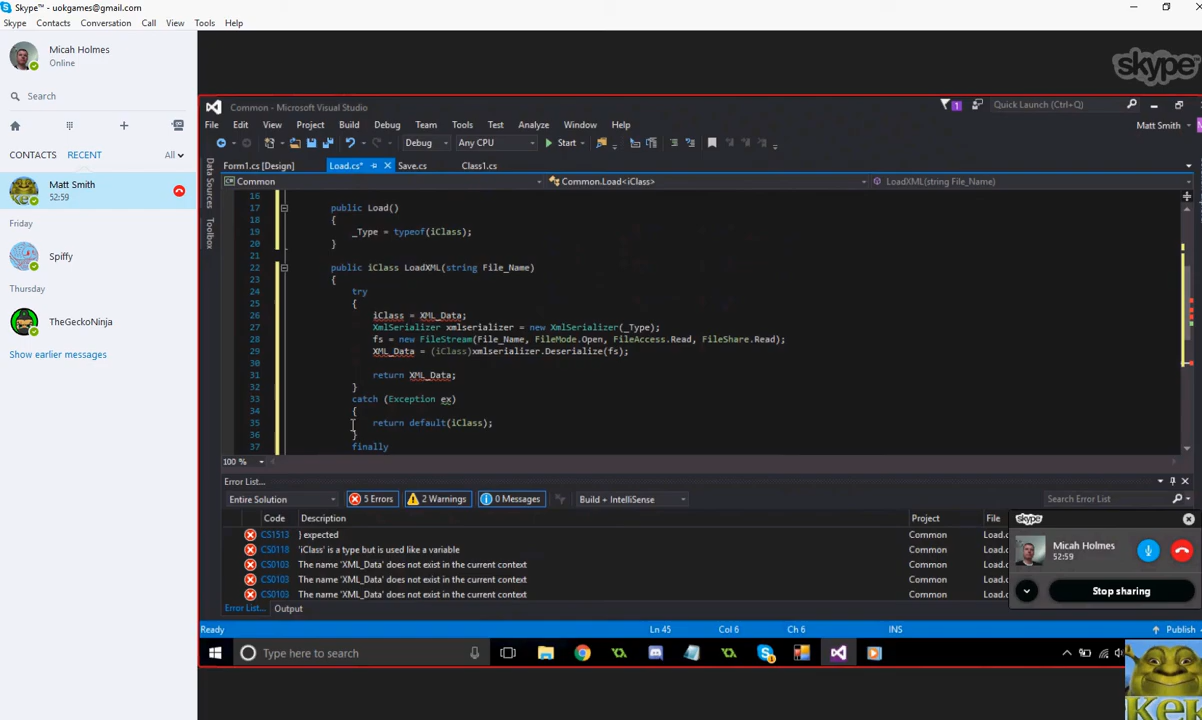 Skype™ - uokgames@gmail.com
Skype Contacts Conversation Call View Tools Help
Micah Holmes
Online
Search
CONTACTS RECENT All
Matt Smith
52:59
Friday
Spiffy
Thursday
TheGeckoNinja
Show earlier messages
skype
Common - Microsoft Visual Studio
1
Quick Launch (Ctrl+Q)
File Edit View Project Build Debug Team Tools Test Analyze Window Help
Matt Smith
Debug Any CPU Start
Data Sources
Toolbox
Form1.cs [Design] Load.cs* Save.cs Class1.cs
Common Common.Load<iClass> LoadXML(string File_Name)
16
17 public Load()
18 {
19 _Type = typeof(iClass);
20 }
21
22 public iClass LoadXML(string File_Name)
23 {
24 try
25 {
26 iClass = XML_Data;
27 XmlSerializer xmlserializer = new XmlSerializer(_Type);
28 fs = new FileStream(File_Name, FileMode.Open, FileAccess.Read, FileShare.Read);
29 XML_Data = (iClass)xmlserializer.Deserialize(fs);
30
31 return XML_Data;
32 }
33 catch (Exception ex)
34 {
35 return default(iClass);
36 }
37 finally
100 %
Error List...
Entire Solution 5 Errors 2 Warnings 0 Messages Build + IntelliSense Search Error List
Code Description Project File
CS1513 } expected Common Load.c
CS0118 'iClass' is a type but is used like a variable Common Load.c
CS0103 The name 'XML_Data' does not exist in the current context Common Load.c
CS0103 The name 'XML_Data' does not exist in the current context Common Load.c
CS0103 The name 'XML_Data' does not exist in the current context Common Load.c
Error List... Output
skype
Micah Holmes
52:59
Stop sharing
Ready Ln 45 Col 6 Ch 6 INS Publish
Type here to search